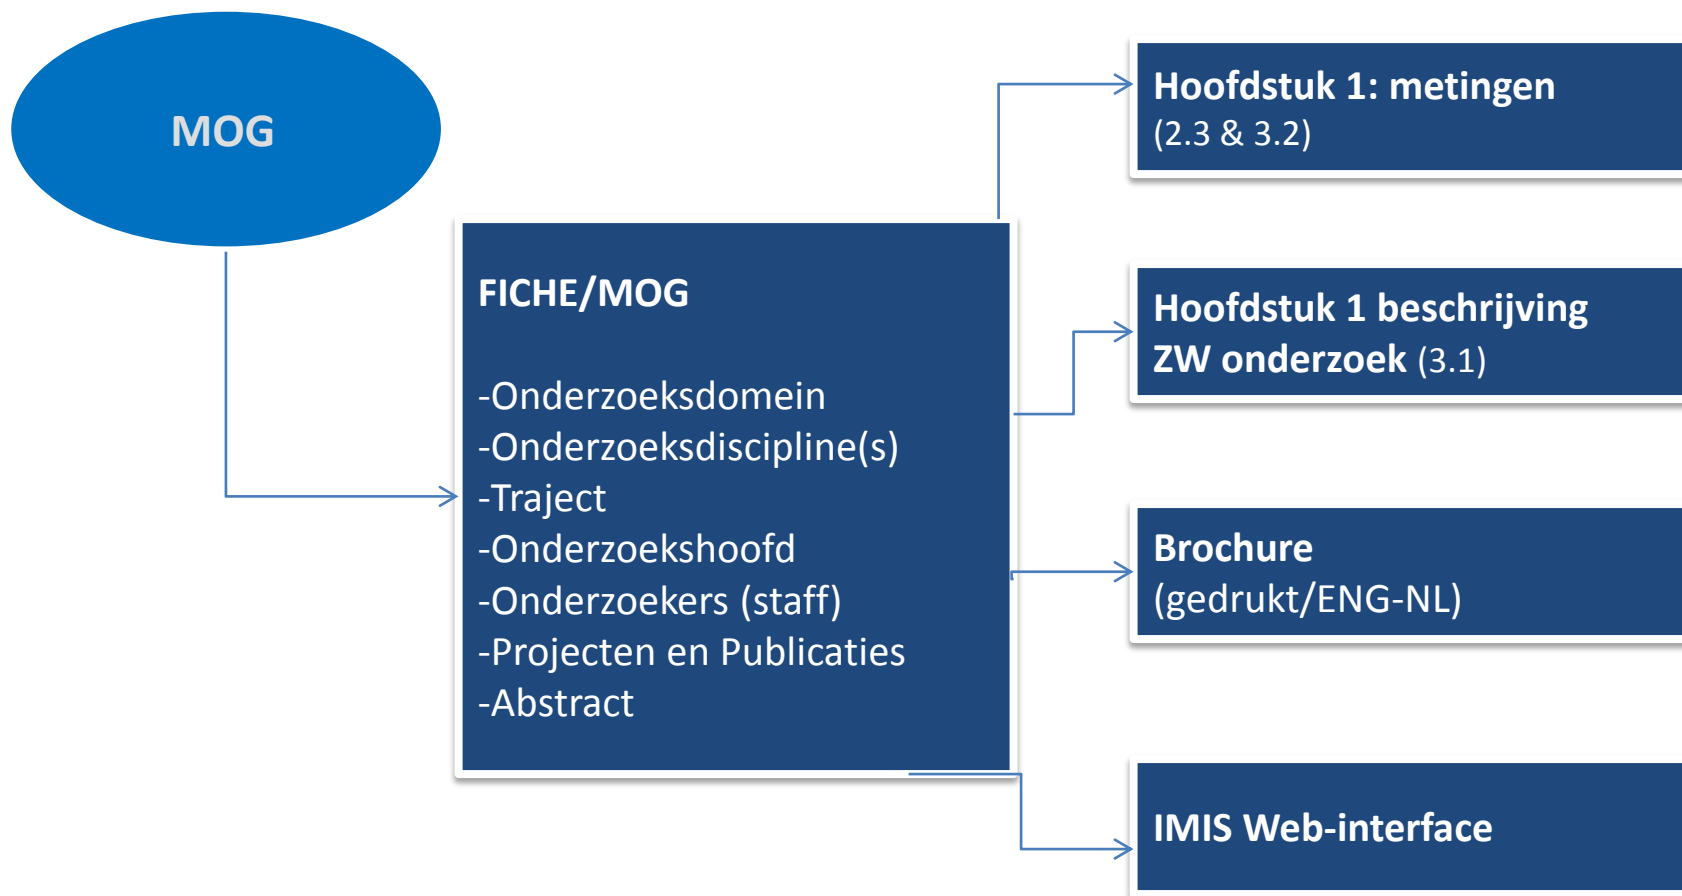 MOG
FICHE/MOG
-Onderzoeksdomein
-Onderzoeksdiscipline(s)
-Traject
-Onderzoekshoofd
-Onderzoekers (staff)
-Projecten en Publicaties
-Abstract
Hoofdstuk 1: metingen
(2.3 & 3.2)
Hoofdstuk 1 beschrijving
ZW onderzoek (3.1)
Brochure
(gedrukt/ENG-NL)
IMIS Web-interface